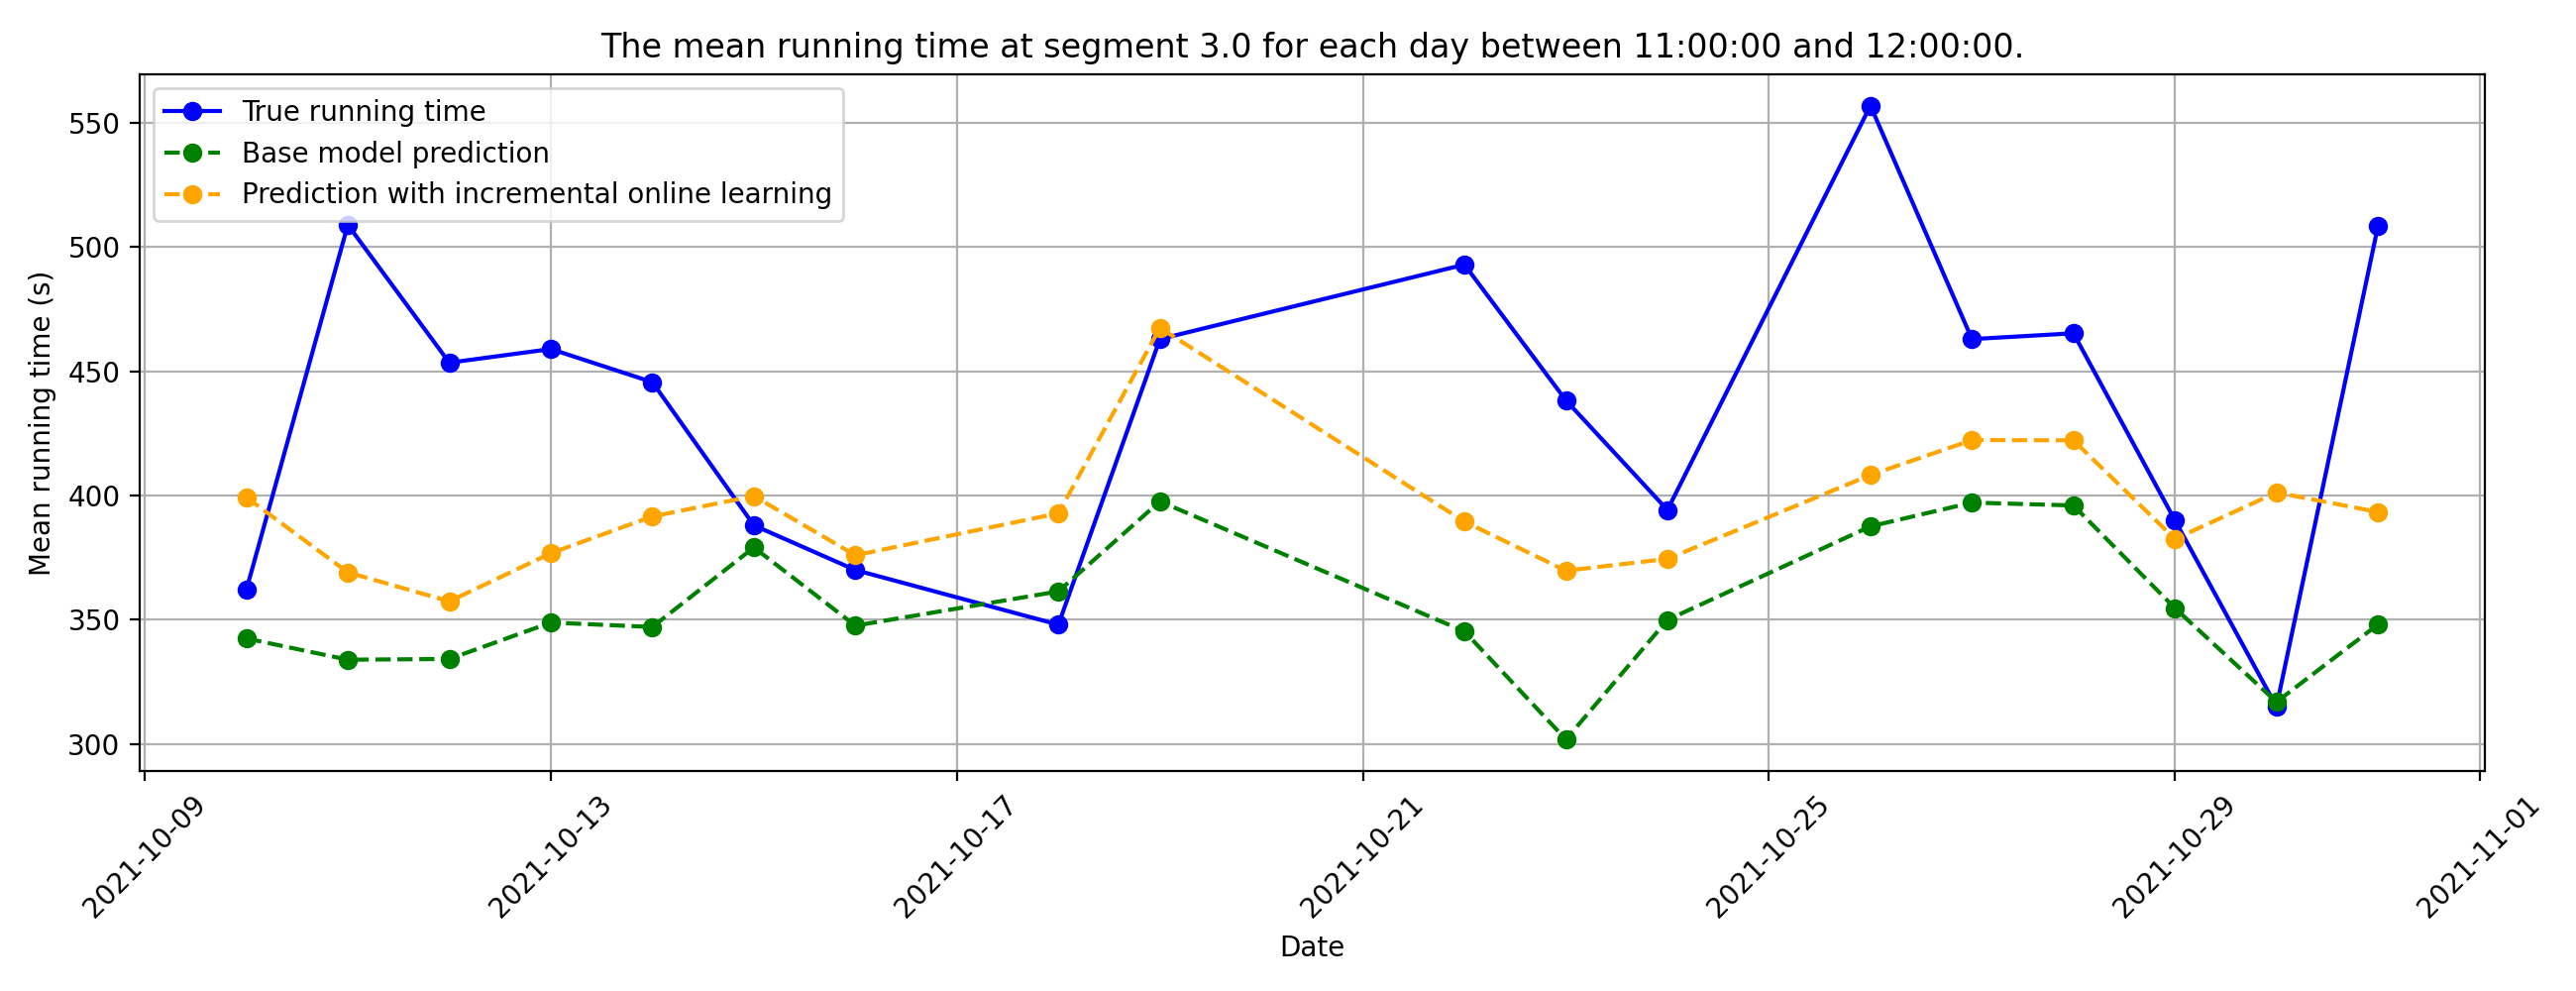 The mean running time at segment 3.0 for each day between 11:00:00 and 12:00:00.
True running time
Base model prediction
Prediction with incremental online learning
Mean running time (s)
550
500
450
400
350
300
2021-10-09
2021-10-13
2021-10-17
2021-10-21
2021-10-25
2021-10-29
2021-11-01
Date